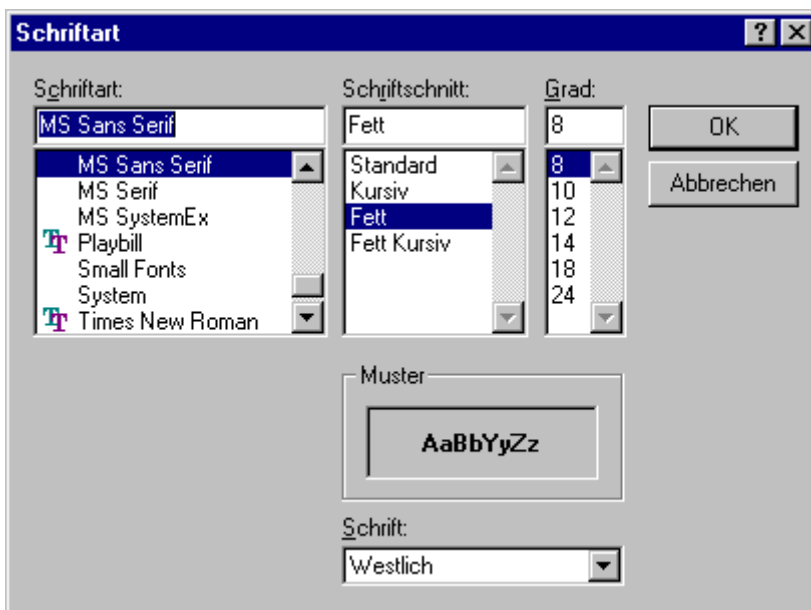 Schriftart
Schriftart:
MS Sans Serif
MS Sans Serif
MS Serif
MS SystemEx
Playbill
Small Fonts
System
Times New Roman
Schriftschnitt:
Fett
Standard
Kursiv
Fett
Fett Kursiv
Grad:
8
8
10
12
14
18
24
OK
Abbrechen
Muster
AaBbYyZz
Schrift:
Westlich